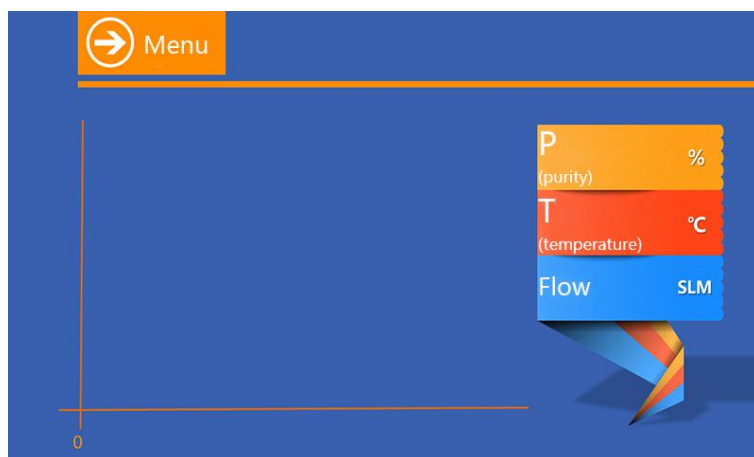 Menu
P
(purity)
%
T
(temperature)
℃
Flow
SLM
0